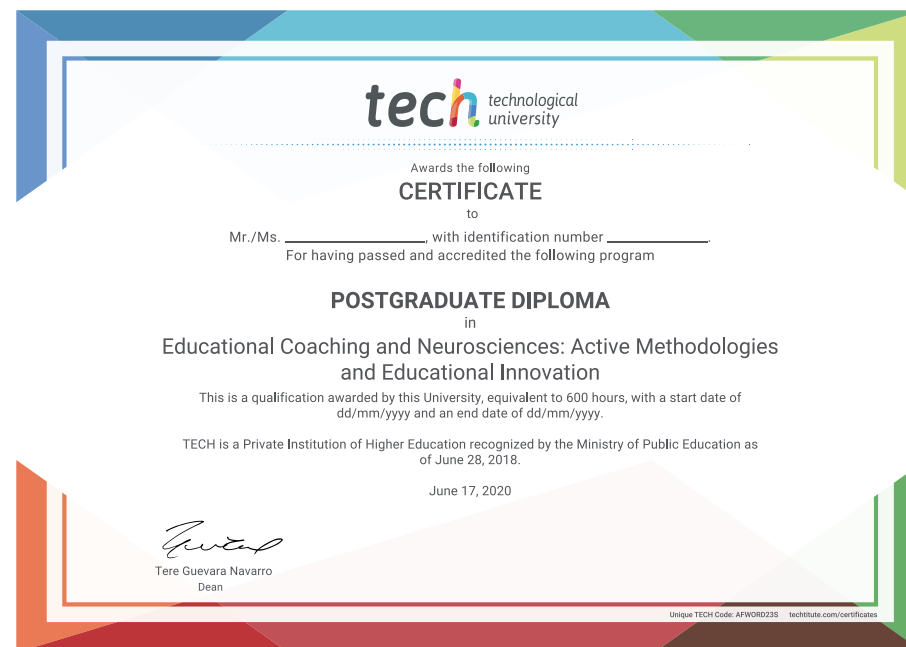 tech technological
university
Awards the following
CERTIFICATE
to
Mr./Ms. ____________________, with identification number ______________.
For having passed and accredited the following program
POSTGRADUATE DIPLOMA
in
Educational Coaching and Neurosciences: Active Methodologies
and Educational Innovation
This is a qualification awarded by this University, equivalent to 600 hours, with a start date of
dd/mm/yyyy and an end date of dd/mm/yyyy.
TECH is a Private Institution of Higher Education recognized by the Ministry of Public Education as
of June 28, 2018.
June 17, 2020
Tere Guevara Navarro
Dean
Unique TECH Code: AFWORD23S techtitute.com/certificates